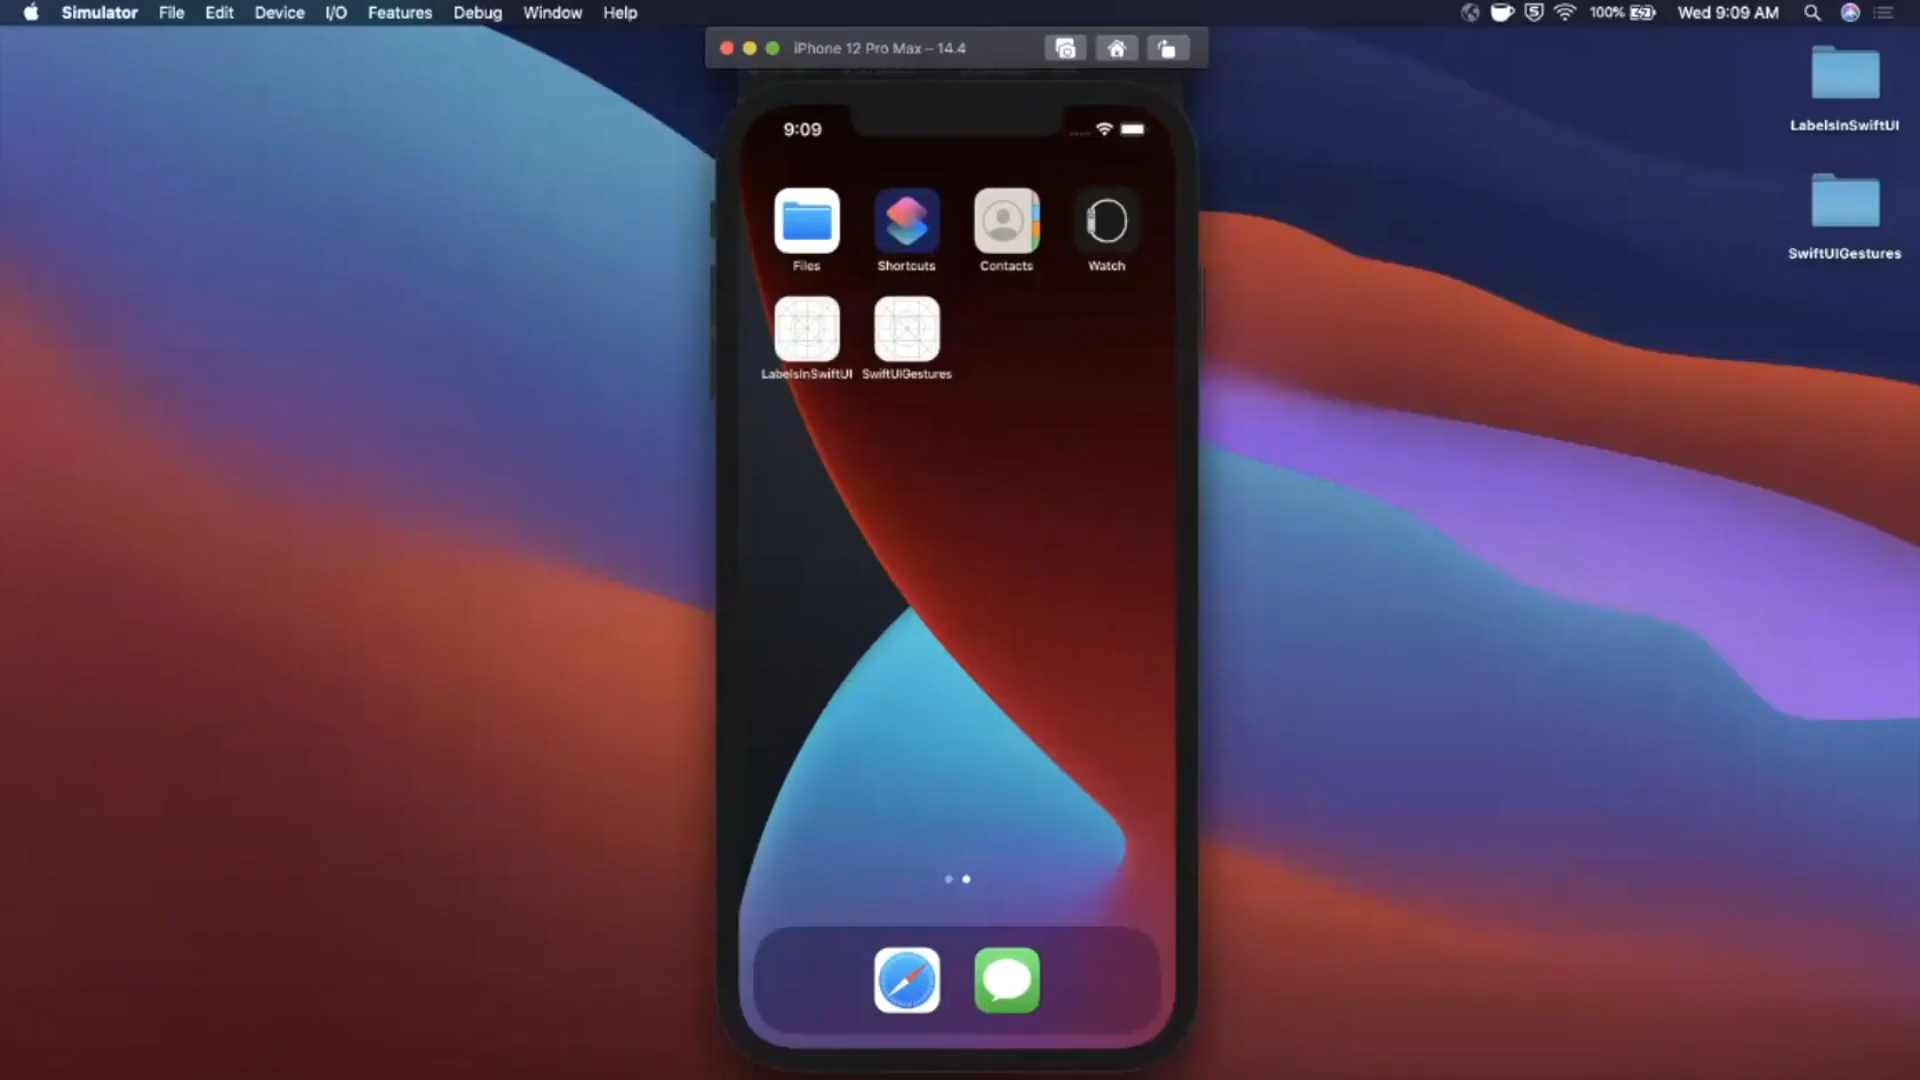 Simulator File Edit Device I/O Features Debug Window Help 100% Wed 9:09 AM
iPhone 12 Pro Max – 14.4
9:09
Files Shortcuts Contacts Watch
LabelsInSwiftUI SwiftUIGestures
LabelsInSwiftUI
SwiftUIGestures